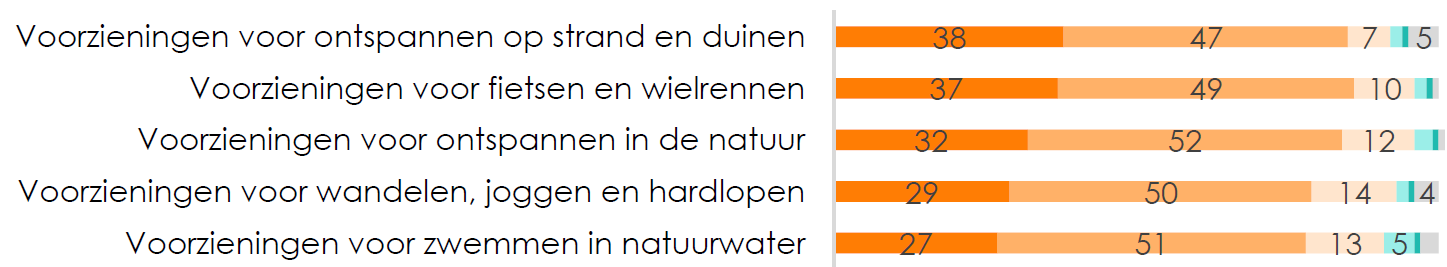 Voorzieningen voor ontspannen op strand en duinen 38 47 7 5
Voorzieningen voor fietsen en wielrennen 37 49 10
Voorzieningen voor ontspannen in de natuur 32 52 12
Voorzieningen voor wandelen, joggen en hardlopen 29 50 14 4
Voorzieningen voor zwemmen in natuurwater 27 51 13 5